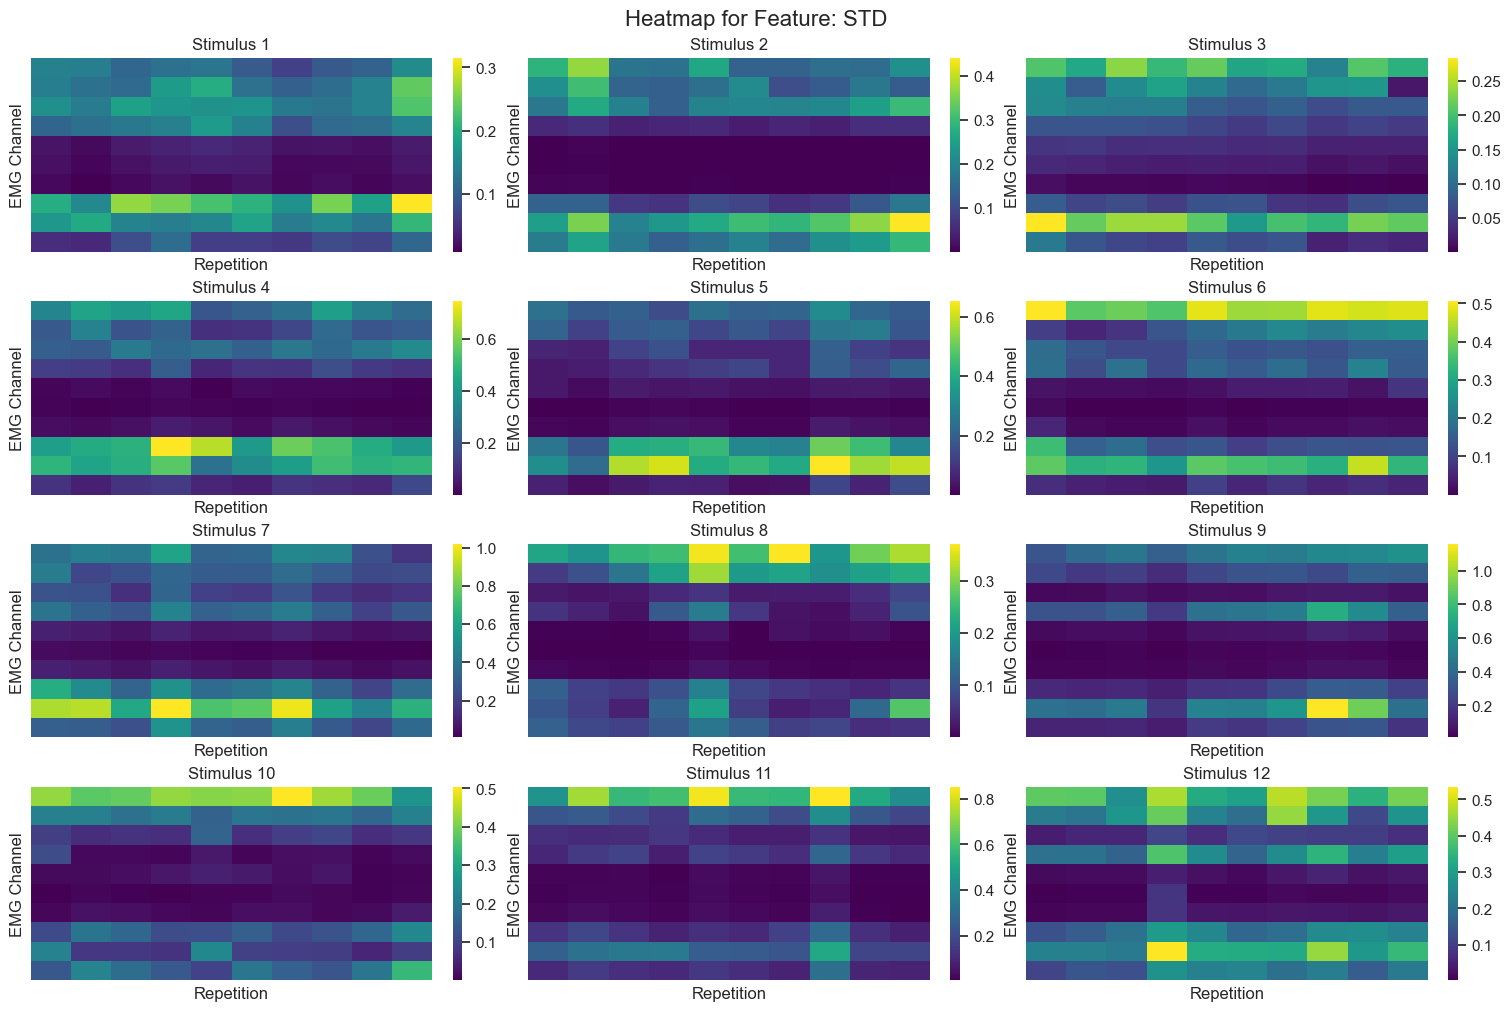 Heatmap for Feature: STD
Stimulus 1
Stimulus 2
Stimulus 3
EMG Channel
0.3
0.2
0.1
EMG Channel
0.4
0.3
0.2
0.1
EMG Channel
0.25
0.20
0.15
0.10
0.05
Repetition
Repetition
Repetition
Stimulus 4
Stimulus 5
Stimulus 6
EMG Channel
0.6
0.4
0.2
EMG Channel
0.6
0.4
0.2
EMG Channel
0.5
0.4
0.3
0.2
0.1
Repetition
Repetition
Repetition
Stimulus 7
Stimulus 8
Stimulus 9
EMG Channel
1.0
0.8
0.6
0.4
0.2
EMG Channel
0.3
0.2
0.1
EMG Channel
1.0
0.8
0.6
0.4
0.2
Repetition
Repetition
Repetition
Stimulus 10
Stimulus 11
Stimulus 12
EMG Channel
0.5
0.4
0.3
0.2
0.1
EMG Channel
0.8
0.6
0.4
0.2
EMG Channel
0.5
0.4
0.3
0.2
0.1
Repetition
Repetition
Repetition